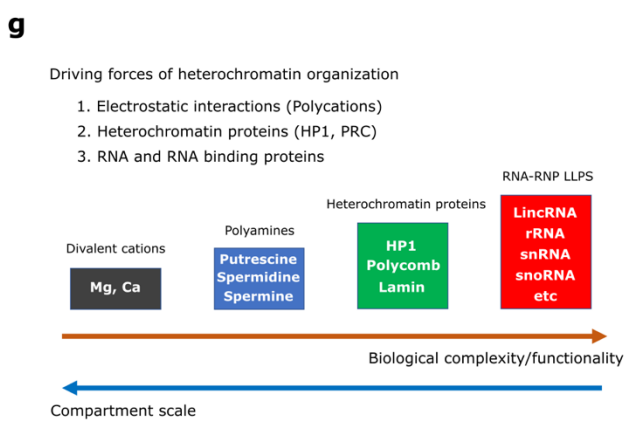 g
Driving forces of heterochromatin organization
1. Electrostatic interactions (Polycations)
2. Heterochromatin proteins (HP1, PRC)
3. RNA and RNA binding proteins
Divalent cations
Mg, Ca
Polyamines
Putrescine
Spermidine
Spermine
Heterochromatin proteins
HP1
Polycomb
Lamin
RNA-RNP LLPS
LincRNA
rRNA
snRNA
snoRNA
etc
Biological complexity/functionality
Compartment scale